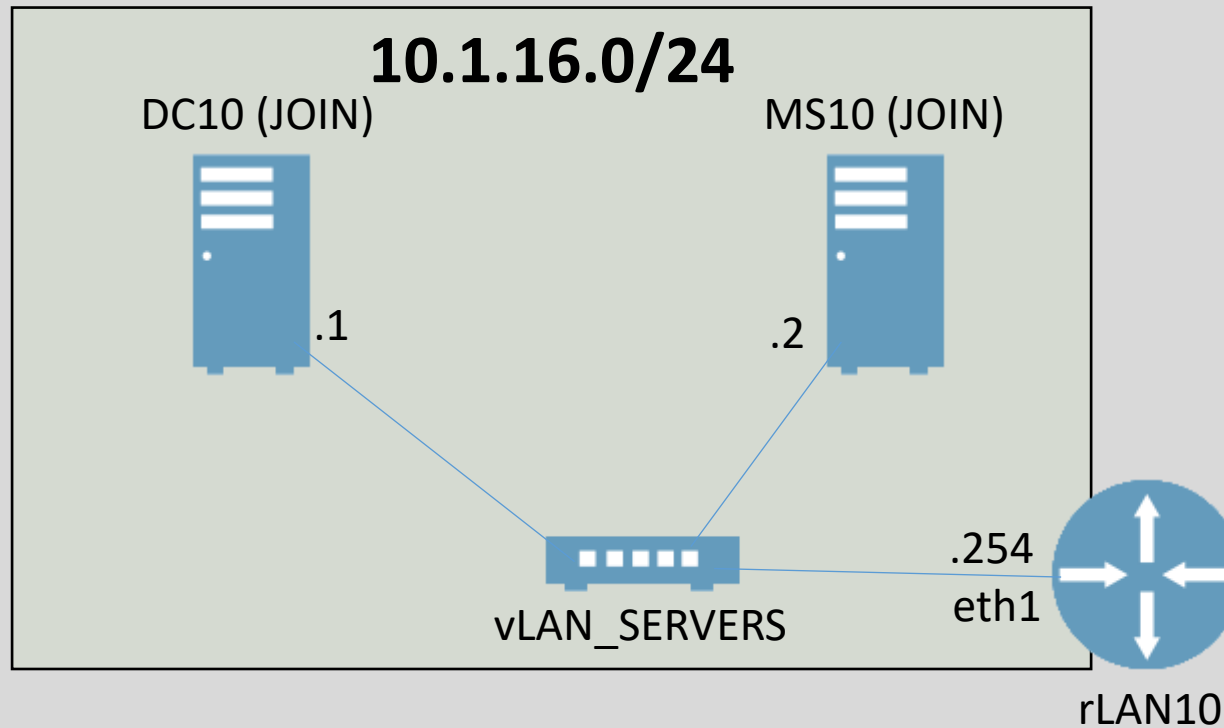 10.1.16.0/24
DC10 (JOIN)
MS10 (JOIN)
.1
.2
.254
eth1
vLAN_SERVERS
rLAN10